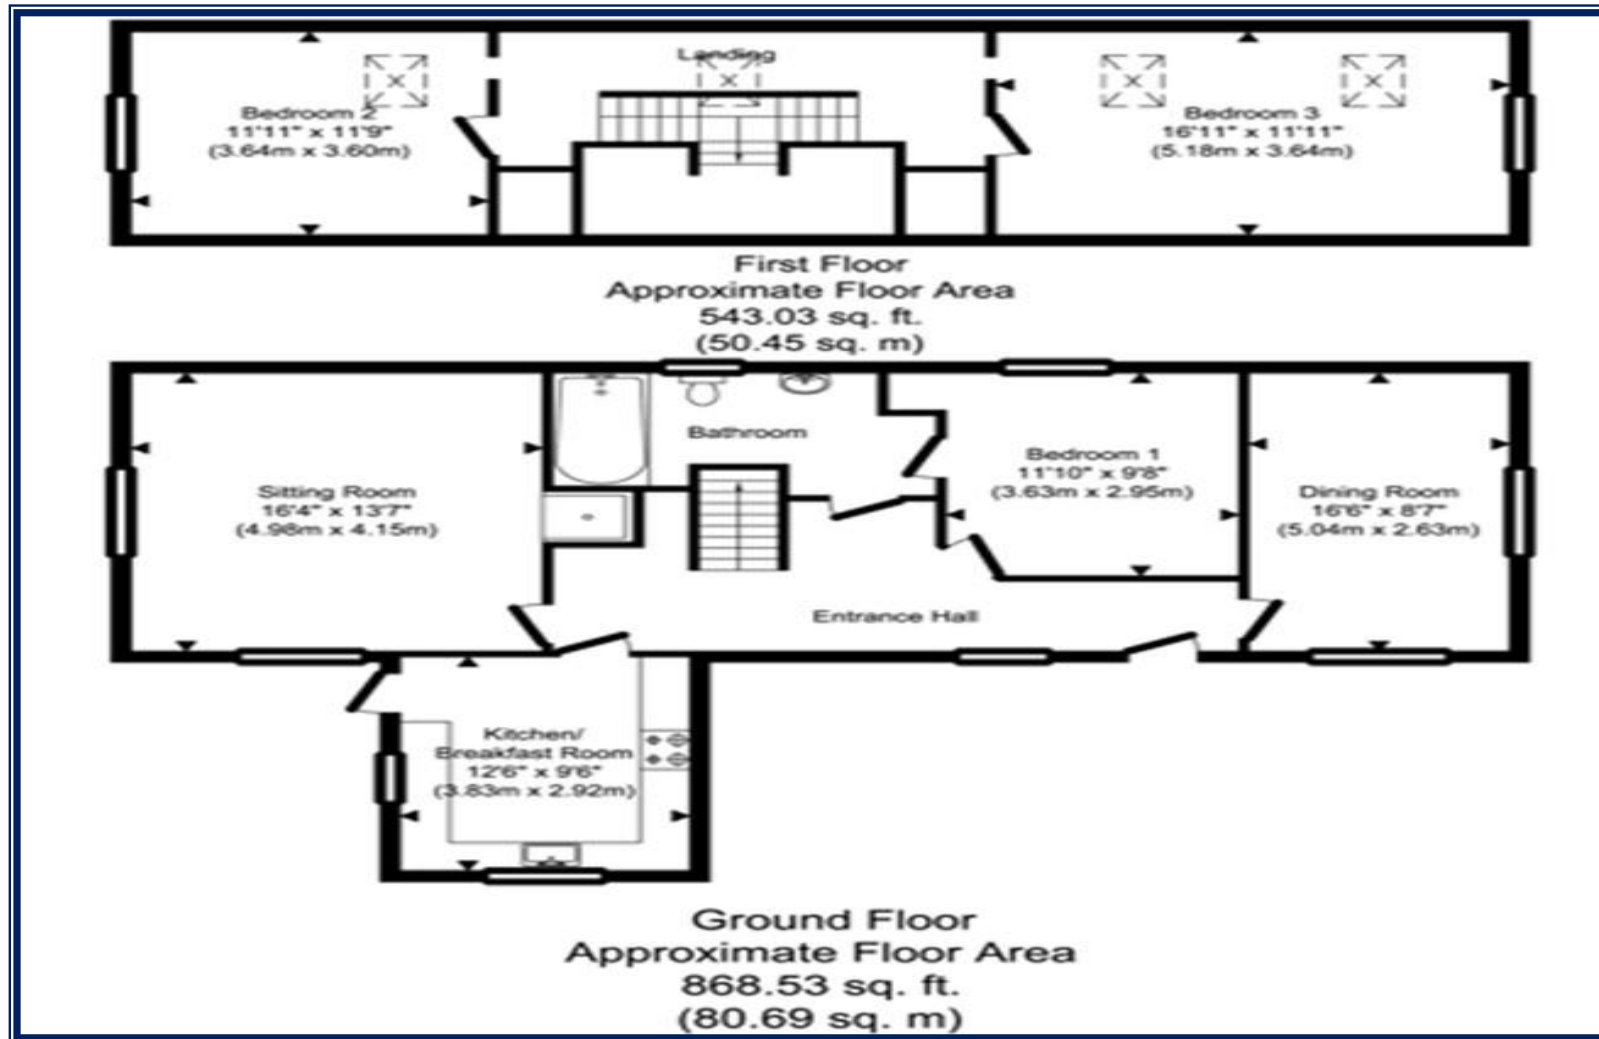 Landing
Bedroom 2
11'11" x 11'9"
(3.64m x 3.60m)
Bedroom 3
16'11" x 11'11"
(5.18m x 3.64m)
First Floor
Approximate Floor Area
543.03 sq. ft.
(50.45 sq. m)
Bathroom
Sitting Room
16'4" x 13'7"
(4.98m x 4.15m)
Bedroom 1
11'10" x 9'8"
(3.63m x 2.95m)
Dining Room
16'6" x 8'7"
(5.04m x 2.63m)
Entrance Hall
Kitchen/
Breakfast Room
12'6" x 9'6"
(3.83m x 2.92m)
Ground Floor
Approximate Floor Area
868.53 sq. ft.
(80.69 sq. m)